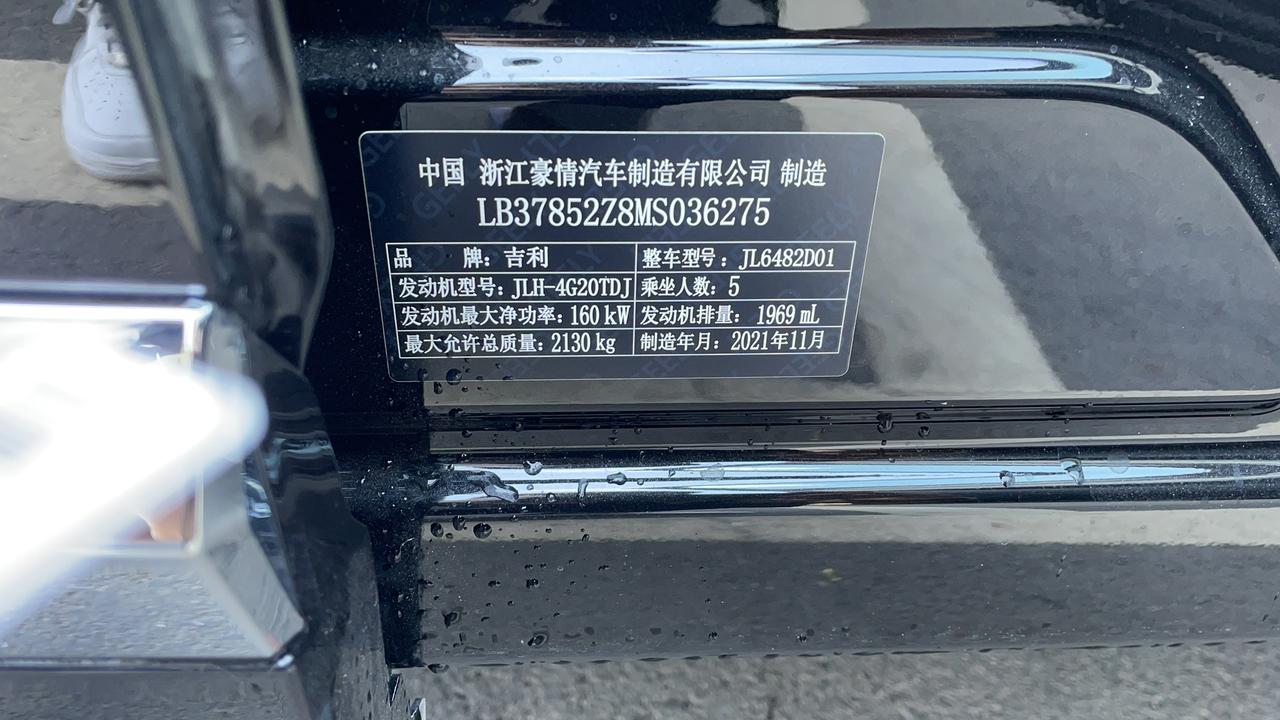 中国 浙江豪情汽车制造有限公司 制造
LB37852Z8MS036275
品 牌：吉利 整车型号：JL6482D01
发动机型号：JLH-4G20TDJ 乘坐人数：5
发动机最大净功率：160 kW 发动机排量：1969 mL
最大允许总质量：2130 kg 制造年月：2021年11月